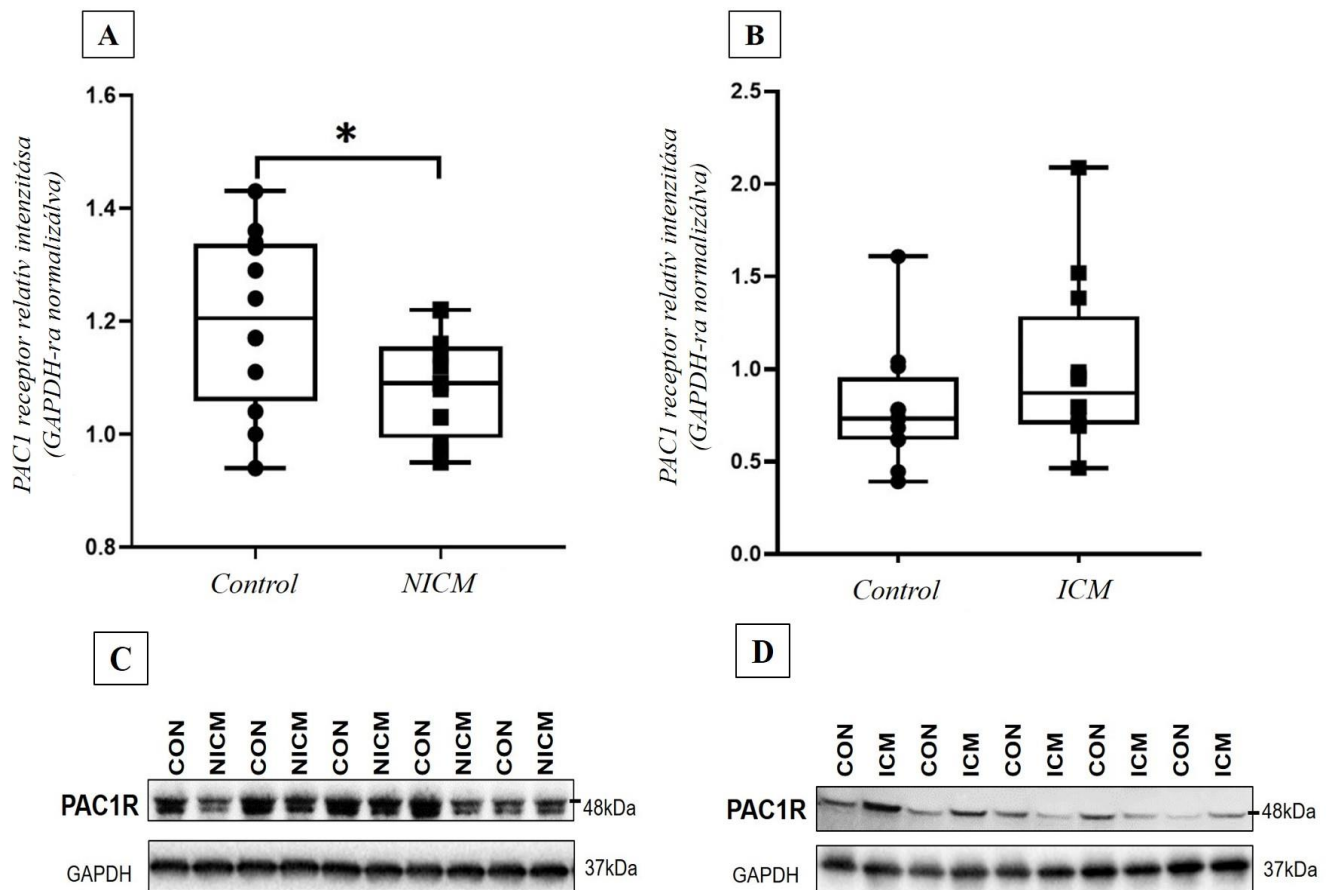 A
PAC1 receptor relatív intenzitása
(GAPDH-ra normalizálva)
1.6
1.4
1.2
1.0
0.8
*
Control
NICM
B
PAC1 receptor relatív intenzitása
(GAPDH-ra normalizálva)
2.5
2.0
1.5
1.0
0.5
0.0
Control
ICM
C
CON NICM CON NICM CON NICM CON NICM CON NICM
PAC1R
48kDa
GAPDH
37kDa
D
CON ICM CON ICM CON ICM CON ICM CON ICM
PAC1R
48kDa
GAPDH
37kDa